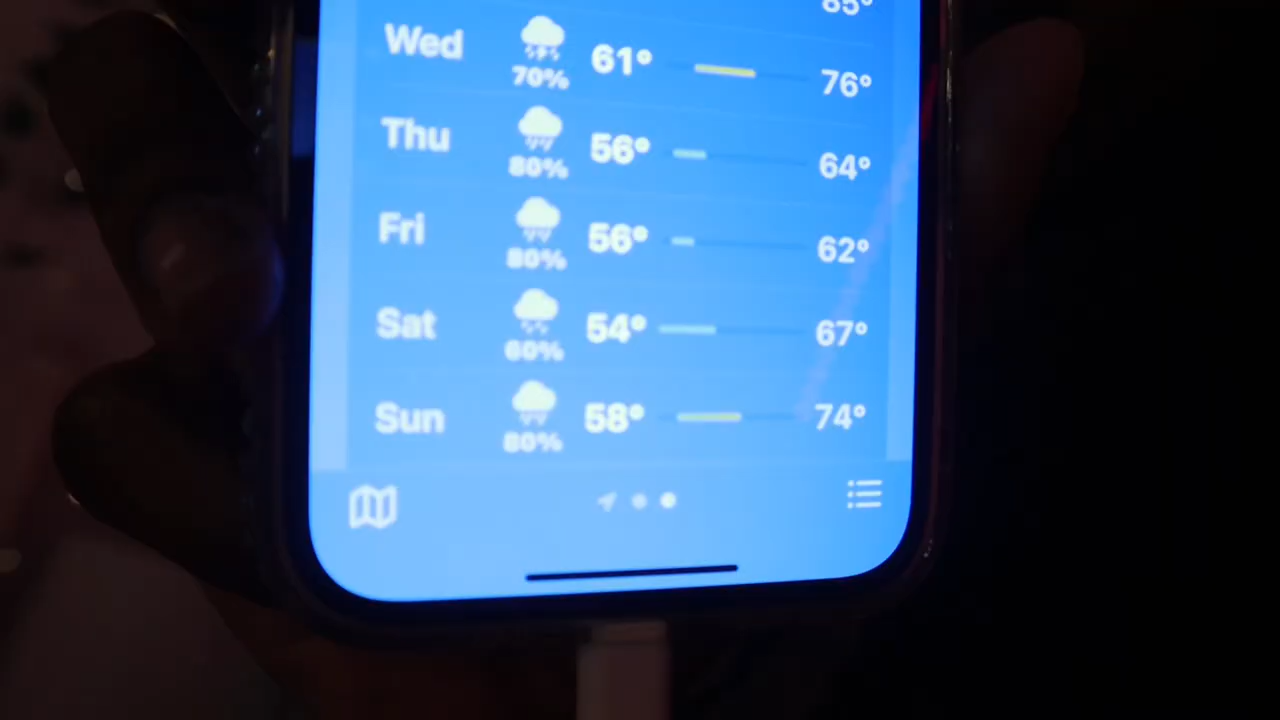 85°
Wed 70% 61° 76°
Thu 80% 56° 64°
Fri 80% 56° 62°
Sat 60% 54° 67°
Sun 80% 58° 74°